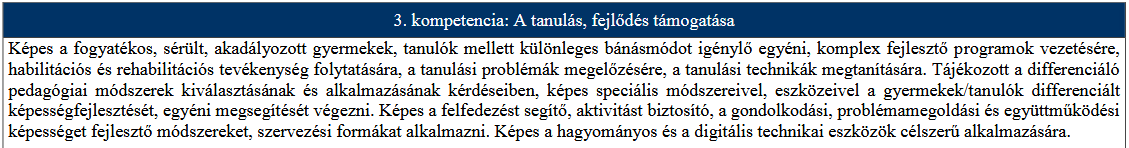 3. kompetencia: A tanulás, fejlődés támogatása
Képes a fogyatékos, sérült, akadályozott gyermekek, tanulók mellett különleges bánásmódot igénylő egyéni, komplex fejlesztő programok vezetésére,
habilitációs és rehabilitációs tevékenység folytatására, a tanulási problémák megelőzésére, a tanulási technikák megtanítására. Tájékozott a differenciáló
pedagógiai módszerek kiválasztásának és alkalmazásának kérdéseiben, képes speciális módszereivel, eszközeivel a gyermekek/tanulók differenciált
képességfejlesztését, egyéni megsegítését végezni. Képes a felfedezést segítő, aktivitást biztosító, a gondolkodási, problémamegoldási és együttműködési
képességet fejlesztő módszereket, szervezési formákat alkalmazni. Képes a hagyományos és a digitális technikai eszközök célszerű alkalmazására.